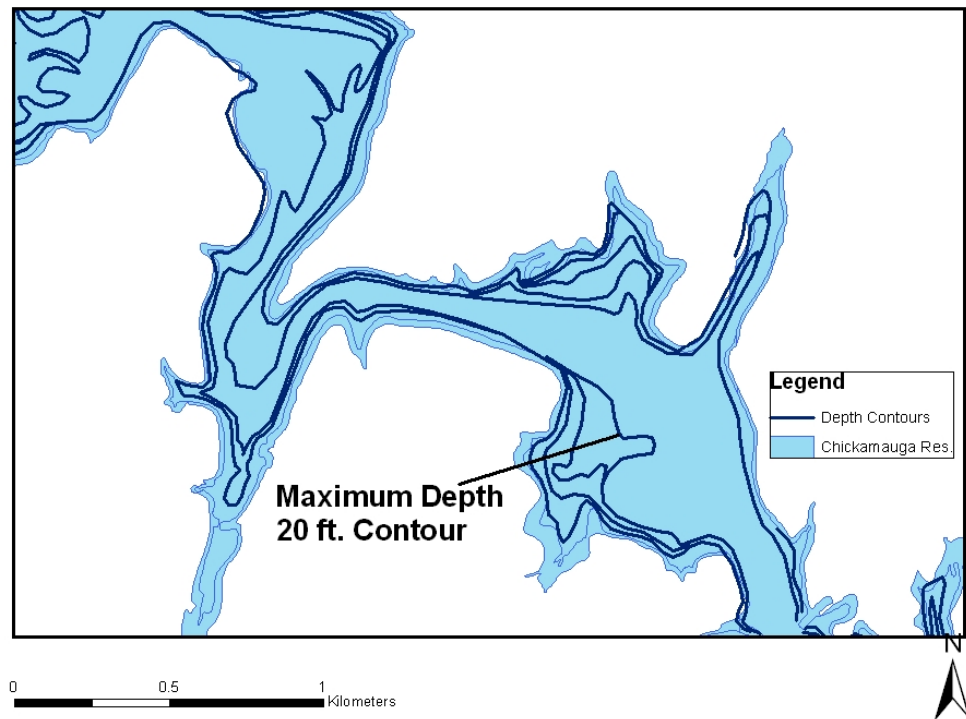 Legend
Depth Contours
Chickamauga Res.
Maximum Depth
20 ft. Contour
N
0 0.5 1
Kilometers